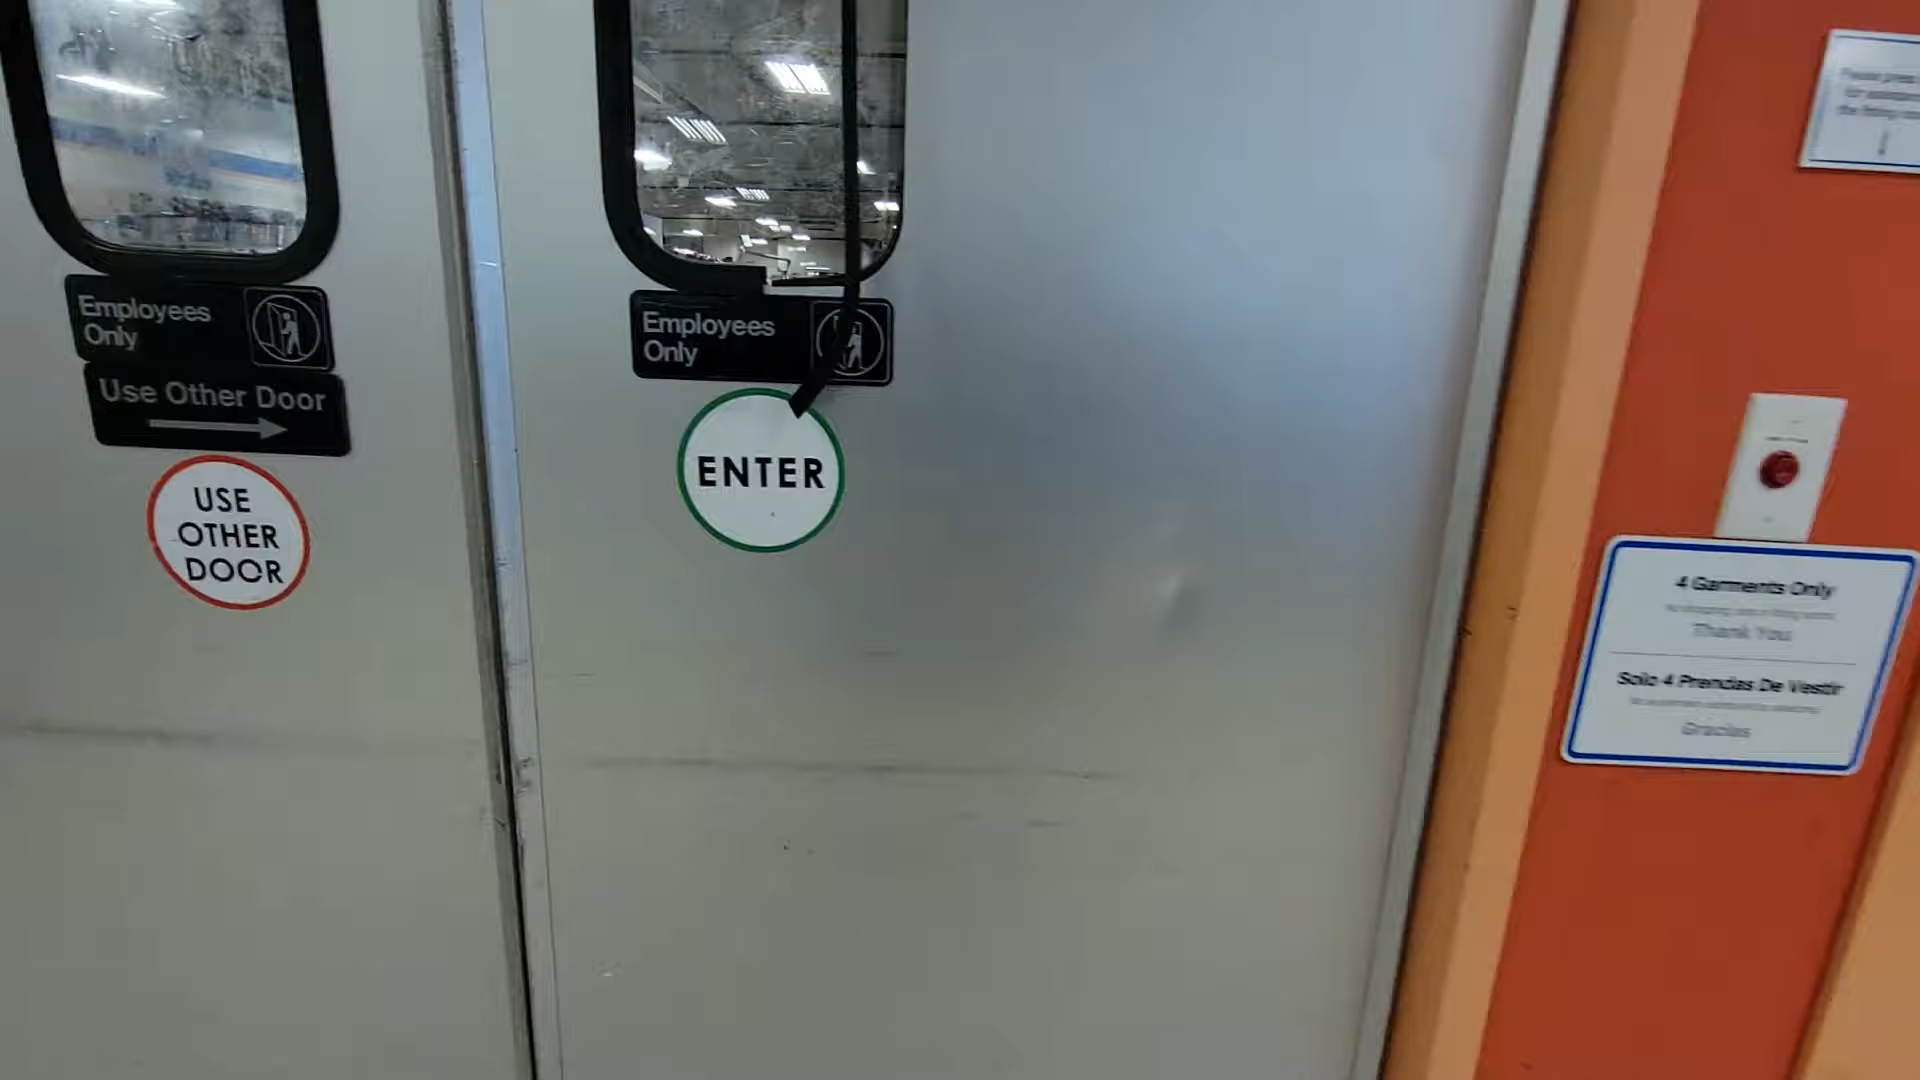 Employees
Only
Use Other Door
USE
OTHER
DOOR
Employees
Only
ENTER
4 Garments Only
Thank You
Solo 4 Prendas De Vestir
Gracias